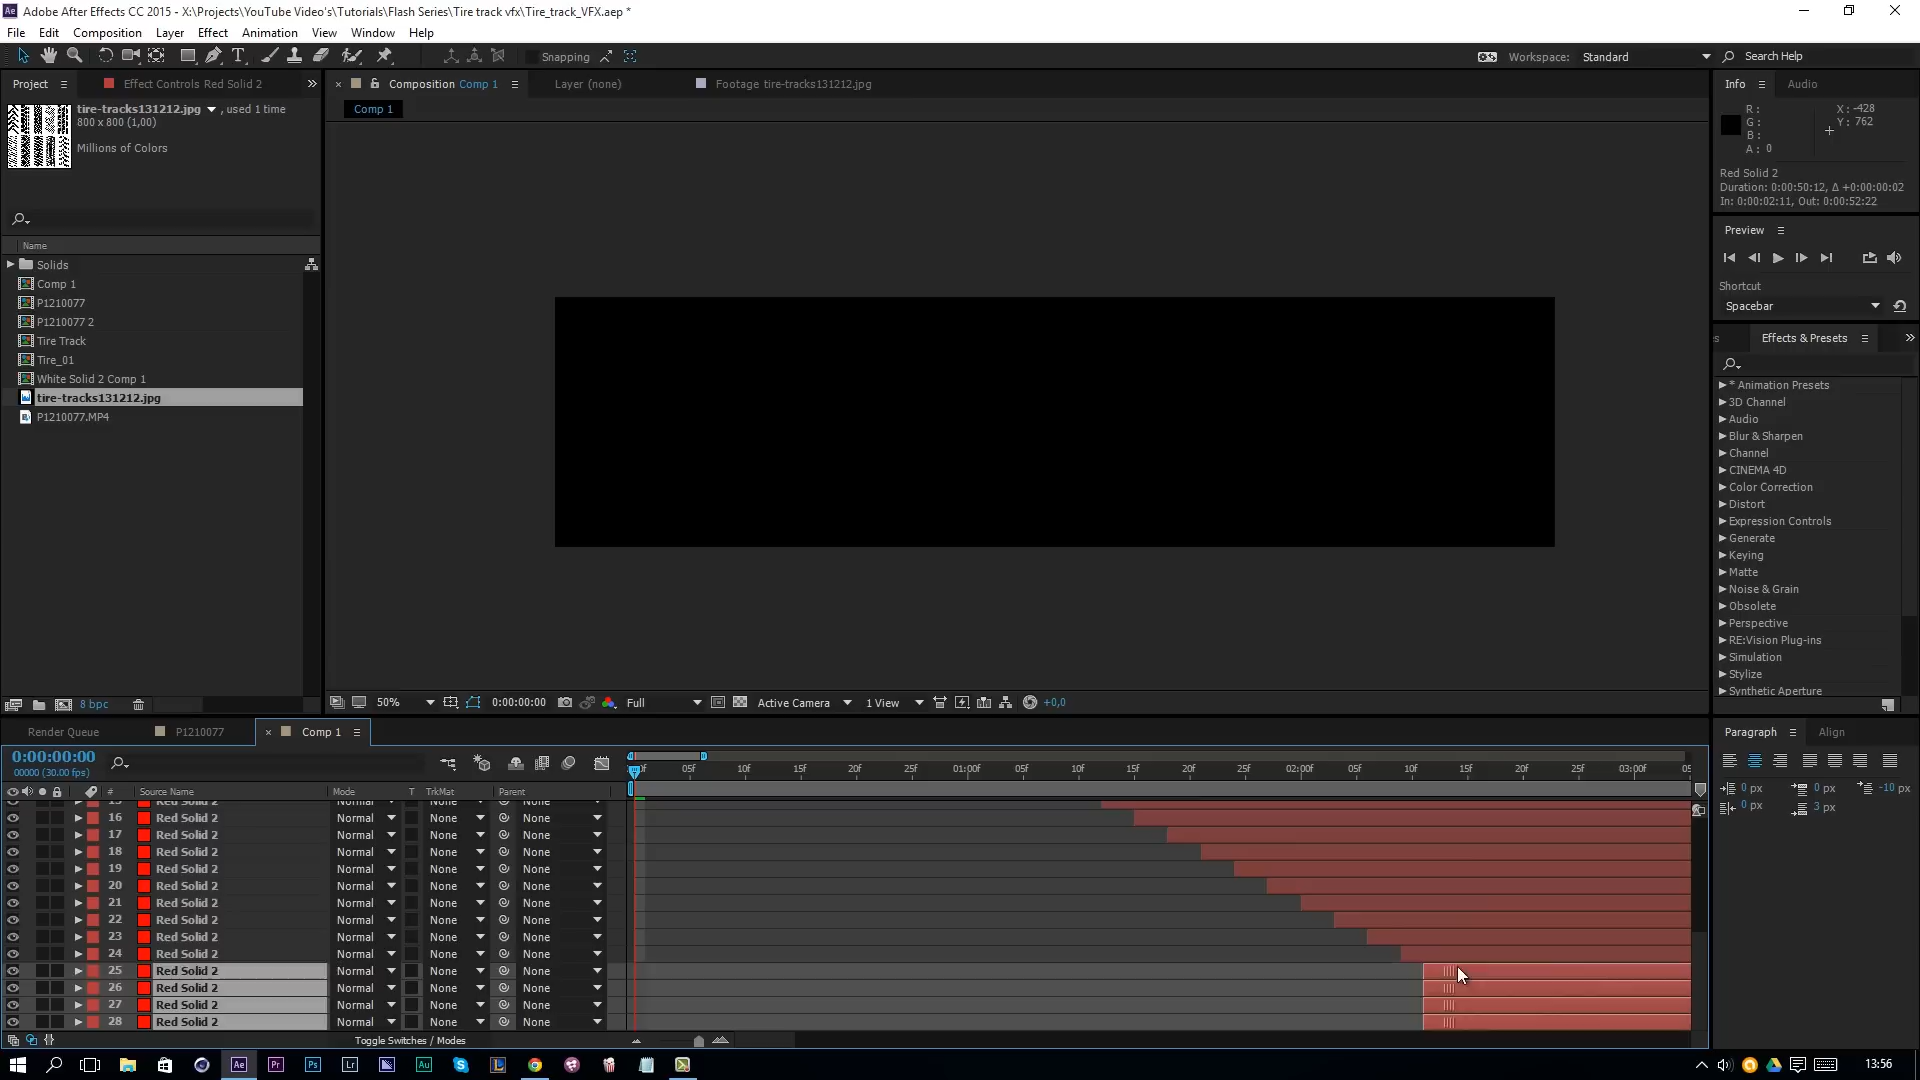 Adobe After Effects CC 2015 - X:\Projects\YouTube Video's\Tutorials\Flash Series\Tire track vfx\Tire_track_VFX.aep *
File Edit Composition Layer Effect Animation View Window Help
Snapping
Workspace: Standard
Search Help
Project
Effect Controls Red Solid 2
Composition Comp 1
Layer (none)
Footage tire-tracks131212.jpg
Info
Audio
Comp 1
tire-tracks131212.jpg , used 1 time
800 x 800 (1,00)
Millions of Colors
R :
G :
B :
A : 0
X : -428
Y : 762
Red Solid 2
Duration: 0:00:50:12, Δ +0:00:00:02
In: 0:00:02:11, Out: 0:00:52:22
Preview
Shortcut
Spacebar
Name
Solids
Comp 1
P1210077
P1210077 2
Tire Track
Tire_01
White Solid 2 Comp 1
tire-tracks131212.jpg
P1210077.MP4
s
Effects & Presets
* Animation Presets
3D Channel
Audio
Blur & Sharpen
Channel
CINEMA 4D
Color Correction
Distort
Expression Controls
Generate
Keying
Matte
Noise & Grain
Obsolete
Perspective
RE:Vision Plug-ins
Simulation
Stylize
Synthetic Aperture
8 bpc
50%
0:00:00:00
Full
Active Camera
1 View
+0,0
Render Queue
P1210077
Comp 1
Paragraph
Align
0 px 0 px -10 px
0 px 3 px
0:00:00:00
00000 (30.00 fps)
05f 10f 15f 20f 25f 01:00f 05f 10f 15f 20f 25f 02:00f 05f 10f 15f 20f 25f 03:00f 05
# Source Name Mode T TrkMat Parent
15 Red Solid 2 Normal None None
16 Red Solid 2 Normal None None
17 Red Solid 2 Normal None None
18 Red Solid 2 Normal None None
19 Red Solid 2 Normal None None
20 Red Solid 2 Normal None None
21 Red Solid 2 Normal None None
22 Red Solid 2 Normal None None
23 Red Solid 2 Normal None None
24 Red Solid 2 Normal None None
25 Red Solid 2 Normal None None
26 Red Solid 2 Normal None None
27 Red Solid 2 Normal None None
28 Red Solid 2 Normal None None
Toggle Switches / Modes
Ae Pr Ps Lr Au
13:56